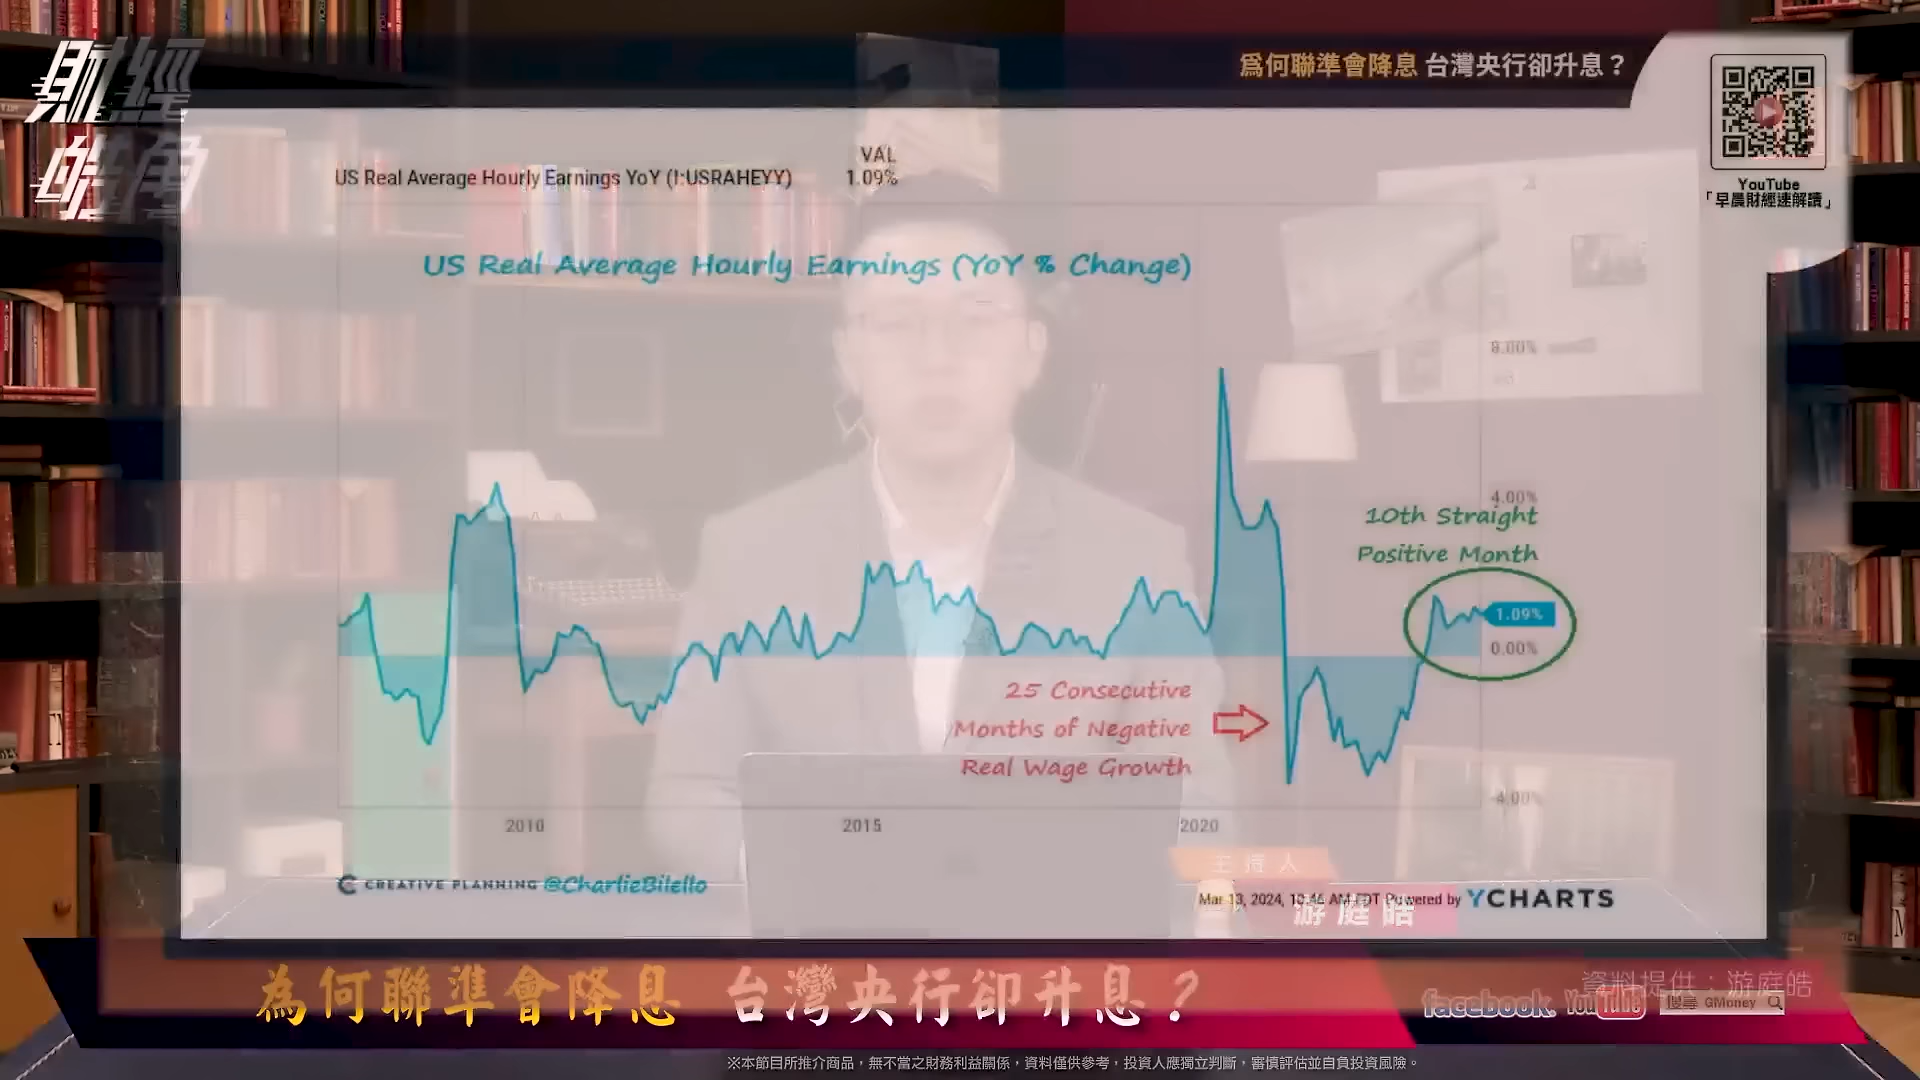 財經
皓角
為何聯準會降息 台灣央行卻升息？
YouTube
「早晨財經速解讀」
VAL
US Real Average Hourly Earnings YoY (I:USRAHEYY) 1.09%
US Real Average Hourly Earnings (YoY % Change)
8.00%
4.00%
10th Straight
Positive Month
1.09%
0.00%
25 Consecutive
Months of Negative
Real Wage Growth
-4.00%
2010 2015 2020
CREATIVE PLANNING @CharlieBilello
主持人
Mar 13, 2024, 10:46 AM EDT Powered by YCHARTS
游庭皓
為何聯準會降息 台灣央行卻升息？
資料提供：游庭皓
facebook YouTube 搜尋 GMoney
※本節目所推介商品，無不當之財務利益關係，資料僅供參考，投資人應獨立判斷，審慎評估並自負投資風險。